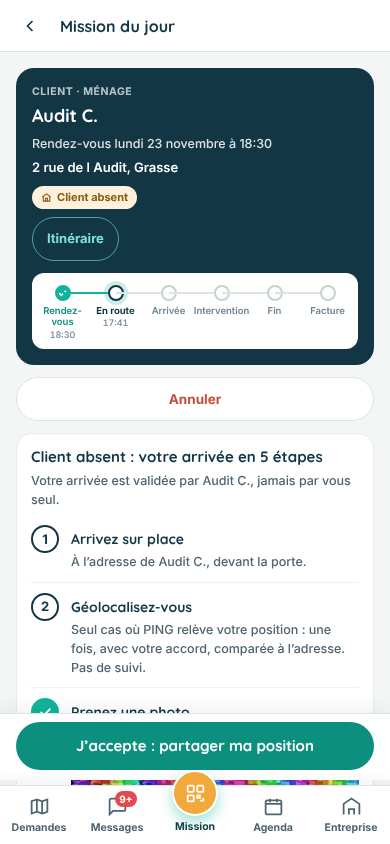 Mission du jour
CLIENT · MÉNAGE
Audit C.
Rendez-vous lundi 23 novembre à 18:30
2 rue de l Audit, Grasse
Client absent
Itinéraire
Rendez-vous
18:30
En route
17:41
Arrivée
Intervention
Fin
Facture
Annuler
Client absent : votre arrivée en 5 étapes
Votre arrivée est validée par Audit C., jamais par vous
seul.
1
Arrivez sur place
À l’adresse de Audit C., devant la porte.
2
Géolocalisez-vous
Seul cas où PING relève votre position : une
fois, avec votre accord, comparée à l’adresse.
Pas de suivi.
Prenez une photo
J’accepte : partager ma position
Demandes
9+
Messages
Mission
Agenda
Entreprise